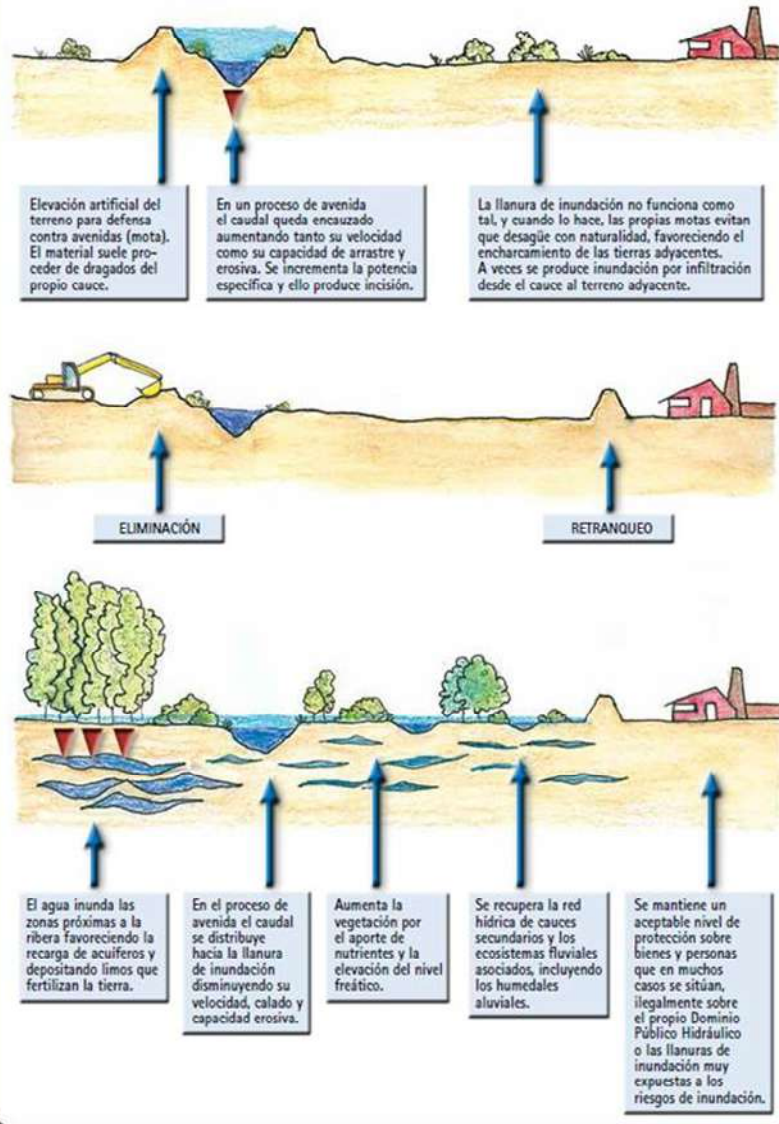 Elevación artificial del
terreno para defensa
contra avenidas (mota).
El material suele pro-
ceder de dragados del
propio cauce.
En un proceso de avenida
el caudal queda encauzado
aumentando tanto su velocidad
como su capacidad de arrastre y
erosiva. Se incrementa la potencia
específica y ello produce incisión.
La llanura de inundación no funciona como
tal, y cuando lo hace, las propias motas evitan
que desagüe con naturalidad, favoreciendo el
encharcamiento de las tierras adyacentes.
A veces se produce inundación por infiltración
desde el cauce al terreno adyacente.
ELIMINACIÓN
RETRANQUEO
El agua inunda las
zonas próximas a la
ribera favoreciendo la
recarga de acuíferos y
depositando limos que
fertilizan la tierra.
En el proceso de
avenida el caudal
se distribuye
hacia la llanura
de inundación
disminuyendo su
velocidad, calado y
capacidad erosiva.
Aumenta la
vegetación por
el aporte de
nutrientes y la
elevación del nivel
freático.
Se recupera la red
hídrica de cauces
secundarios y los
ecosistemas fluviales
asociados, incluyendo
los humedales
aluviales.
Se mantiene un
aceptable nivel de
protección sobre
bienes y personas
que en muchos
casos se sitúan,
ilegalmente sobre
el propio Dominio
Público Hidráulico
o las llanuras de
inundación muy
expuestas a los
riesgos de inundación.